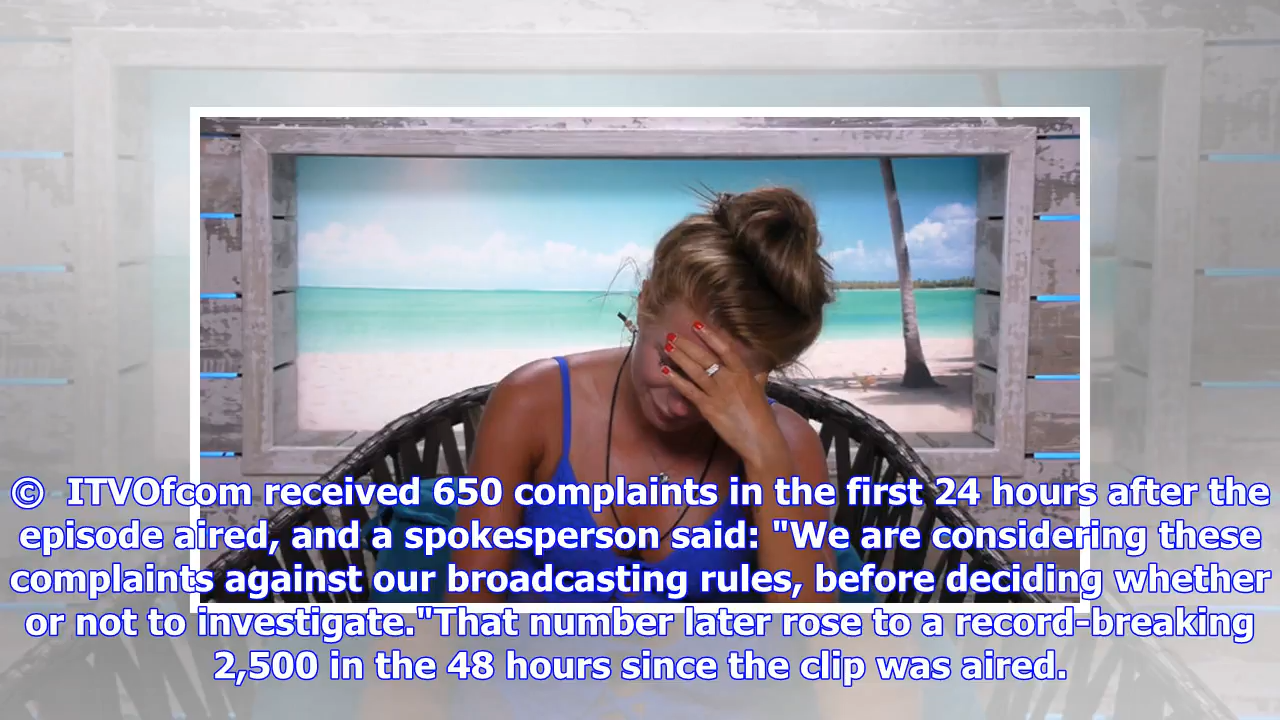 © ITVOfcom received 650 complaints in the first 24 hours after the
episode aired, and a spokesperson said: "We are considering these
complaints against our broadcasting rules, before deciding whether
or not to investigate."That number later rose to a record-breaking
2,500 in the 48 hours since the clip was aired.